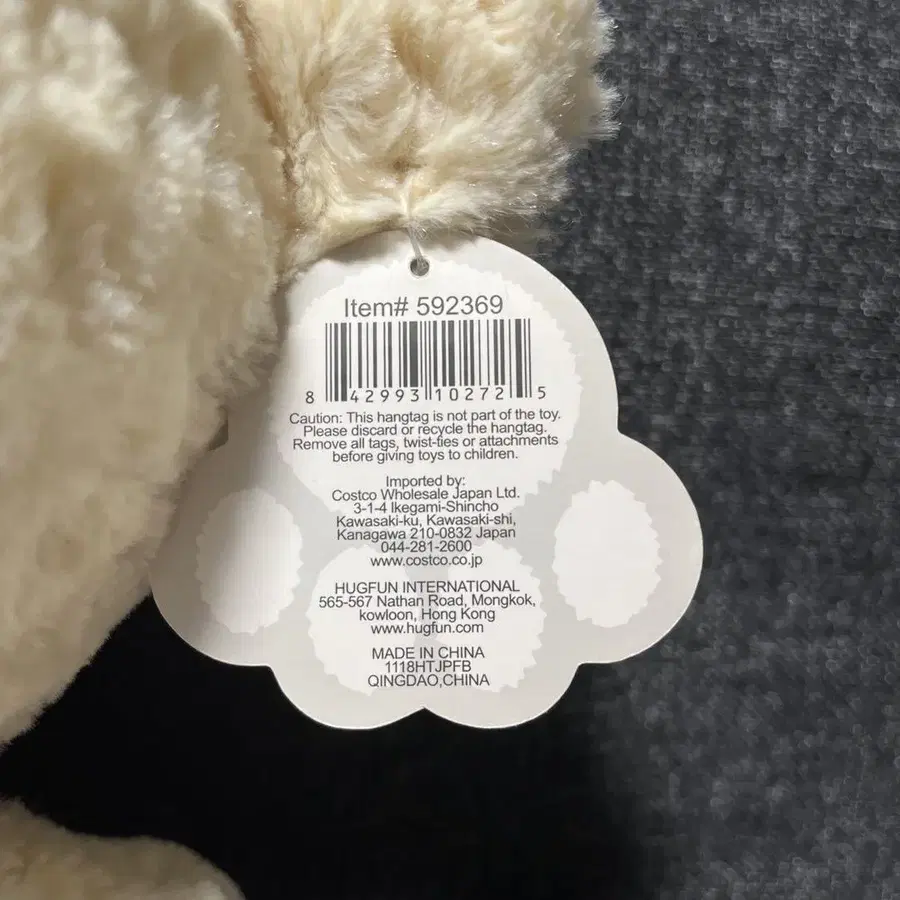 Item# 592369
8 42993 10272 5
Caution: This hangtag is not part of the toy.
Please discard or recycle the hangtag.
Remove all tags, twist-ties or attachments
before giving toys to children.
Imported by:
Costco Wholesale Japan Ltd.
3-1-4 Ikegami-Shincho
Kawasaki-ku, Kawasaki-shi,
Kanagawa 210-0832 Japan
044-281-2600
www.costco.co.jp
HUGFUN INTERNATIONAL
565-567 Nathan Road, Mongkok,
kowloon, Hong Kong
www.hugfun.com
MADE IN CHINA
1118HTJPFB
QINGDAO,CHINA